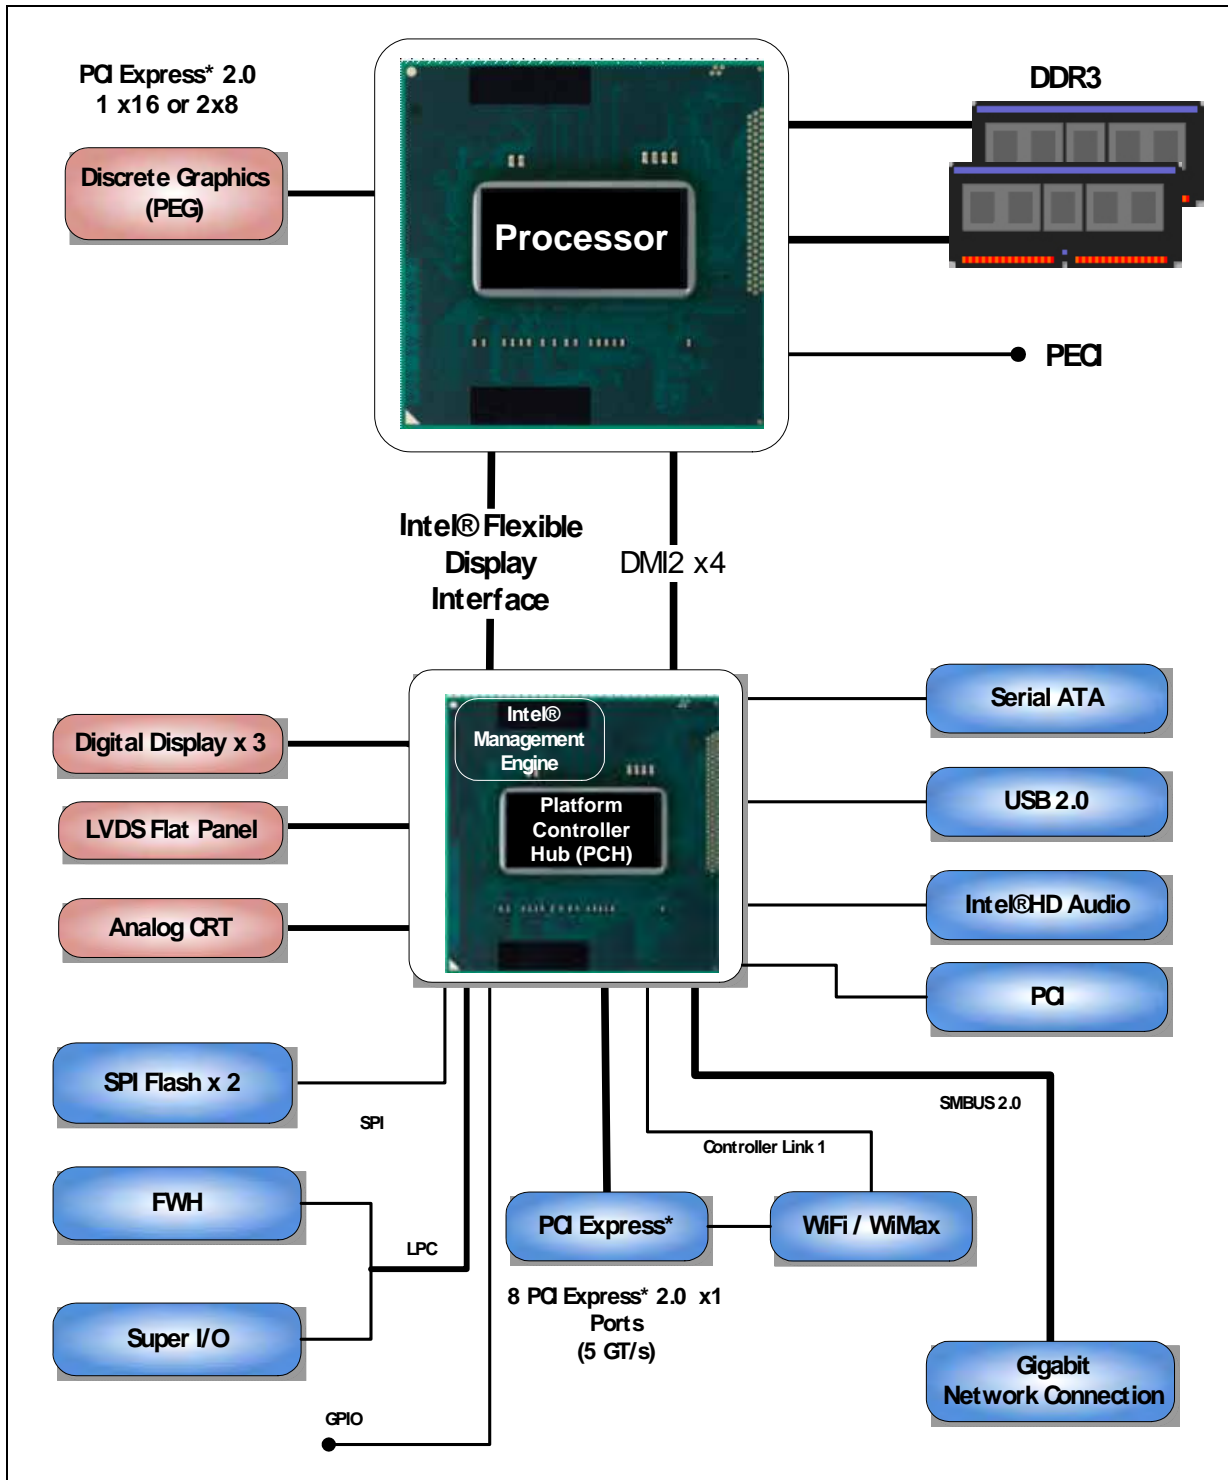 PCI Express* 2.0
1 x16 or 2x8
Discrete Graphics
(PEG)
Processor
DDR3
PECI
Intel® Flexible
Display
Interface
DMI2 x4
Intel®
Management
Engine
Platform
Controller
Hub (PCH)
Digital Display x 3
LVDS Flat Panel
Analog CRT
Serial ATA
USB 2.0
Intel® HD Audio
PCI
SPI Flash x 2
SPI
FWH
LPC
Super I/O
GPIO
SMBUS 2.0
Controller Link 1
PCI Express*
WiFi / WiMax
8 PCI Express* 2.0 x1
Ports
(5 GT/s)
Gigabit
Network Connection